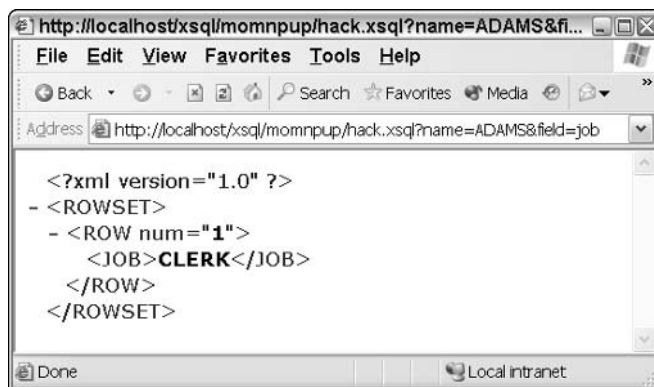 http://localhost/xsql/momnpup/hack.xsql?name=ADAMS&fi...
File Edit View Favorites Tools Help
Back Search Favorites Media »
Address http://localhost/xsql/momnpup/hack.xsql?name=ADAMS&field=job
<?xml version="1.0" ?>
- <ROWSET>
- <ROW num="1">
<JOB>CLERK</JOB>
</ROW>
</ROWSET>
Done Local intranet